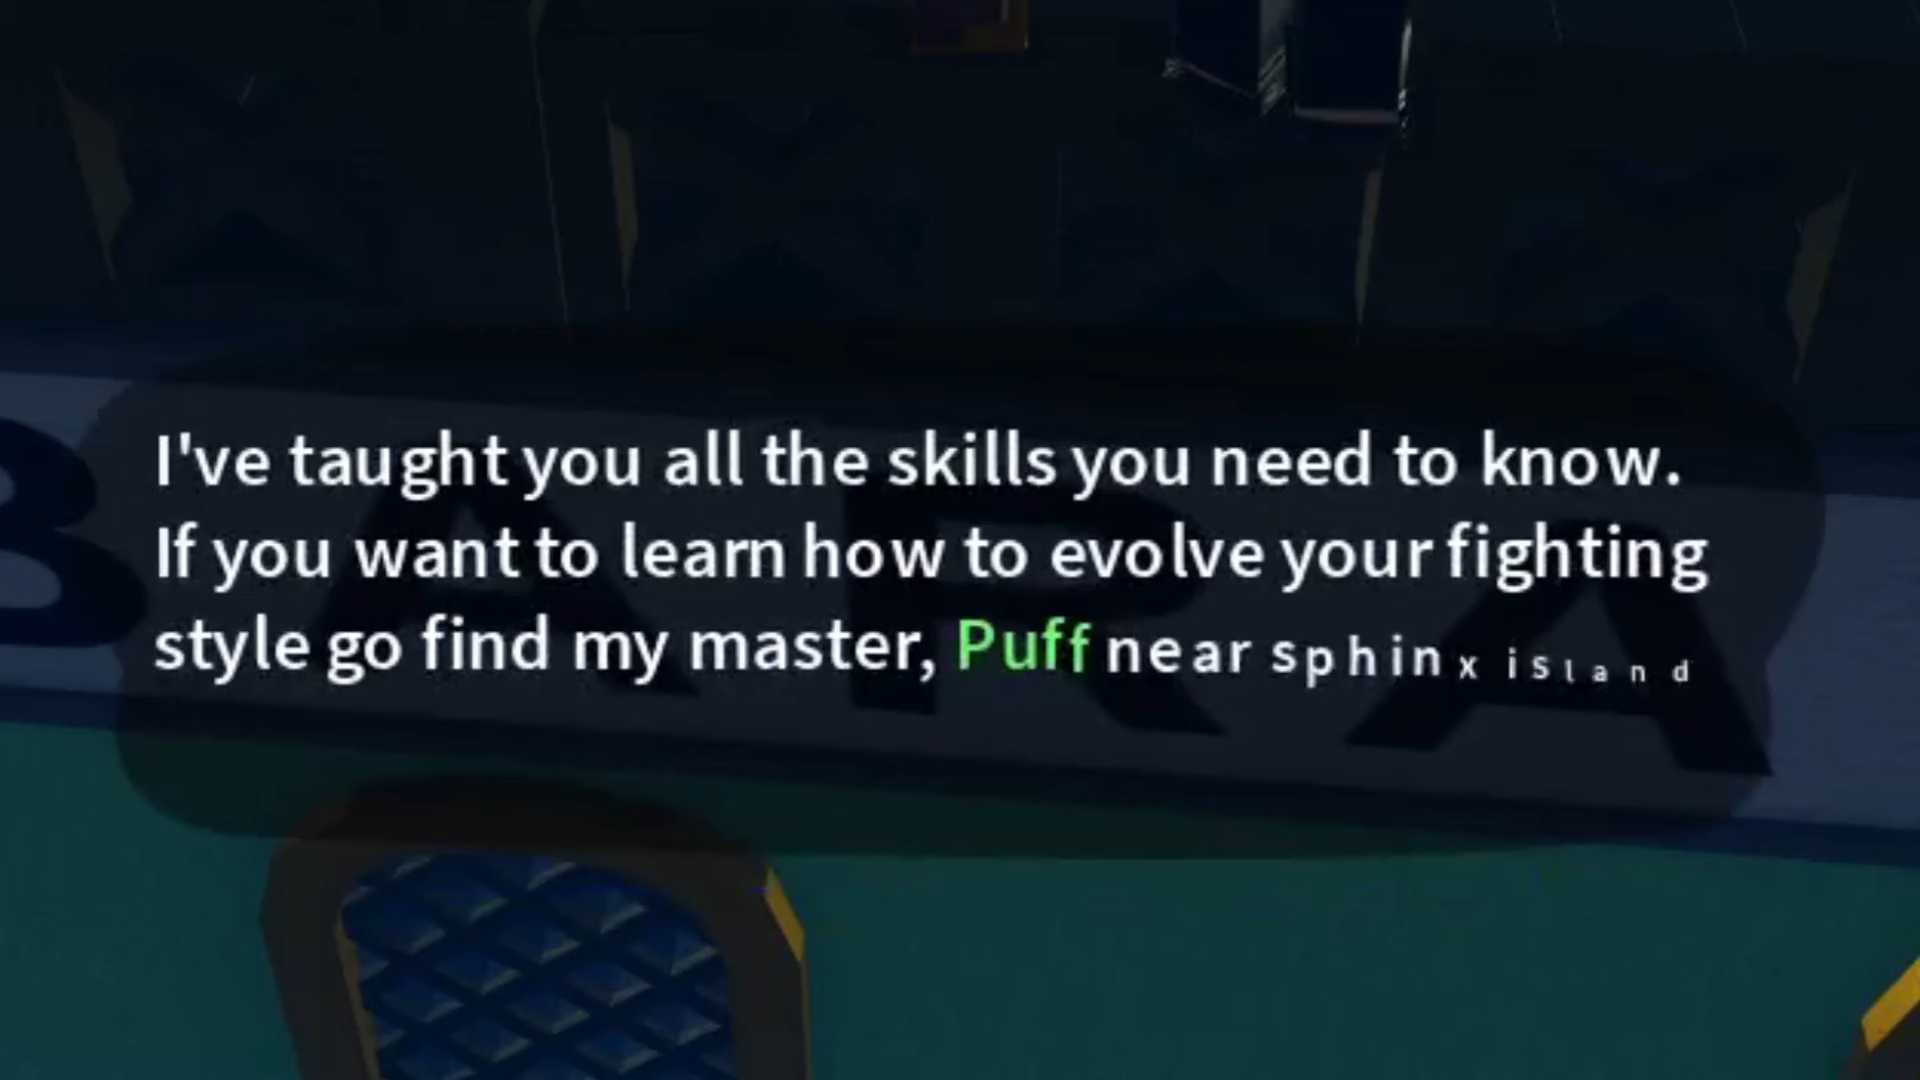 I've taught you all the skills you need to know.
If you want to learn how to evolve your fighting
style go find my master, Puff near sphinx island
BARA